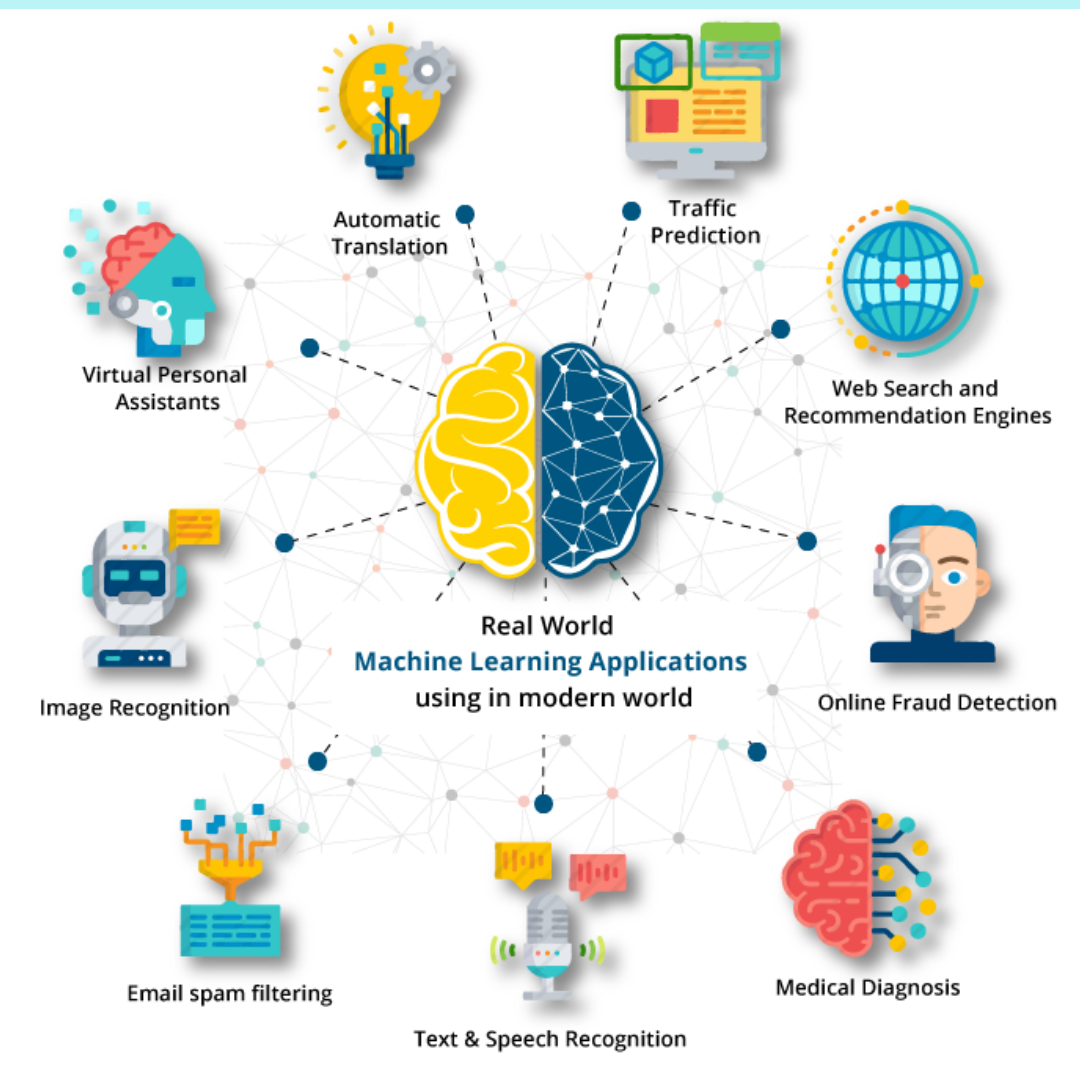 Automatic
Translation
Traffic
Prediction
Virtual Personal
Assistants
Web Search and
Recommendation Engines
Real World
Machine Learning Applications
using in modern world
Image Recognition
Online Fraud Detection
Email spam filtering
Medical Diagnosis
Text & Speech Recognition